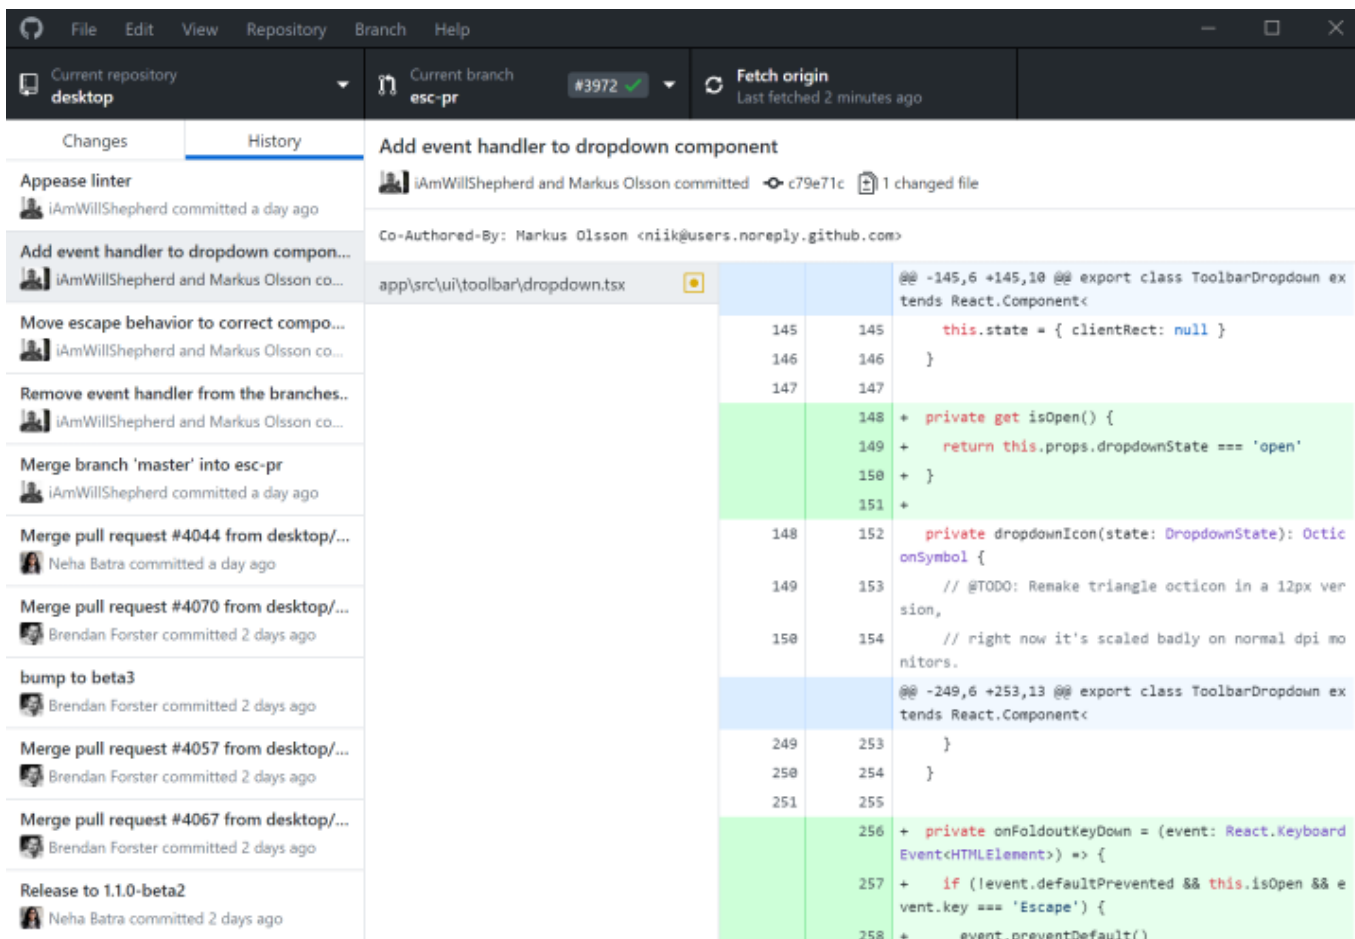 File Edit View Repository Branch Help
Current repository
desktop
Current branch
esc-pr
#3972
Fetch origin
Last fetched 2 minutes ago
Changes History
Appease linter
iAmWillShepherd committed a day ago
Add event handler to dropdown compon...
iAmWillShepherd and Markus Olsson co...
Move escape behavior to correct compo...
iAmWillShepherd and Markus Olsson co...
Remove event handler from the branches..
iAmWillShepherd and Markus Olsson co...
Merge branch 'master' into esc-pr
iAmWillShepherd committed a day ago
Merge pull request #4044 from desktop/...
Neha Batra committed a day ago
Merge pull request #4070 from desktop/...
Brendan Forster committed 2 days ago
bump to beta3
Brendan Forster committed 2 days ago
Merge pull request #4057 from desktop/...
Brendan Forster committed 2 days ago
Merge pull request #4067 from desktop/...
Brendan Forster committed 2 days ago
Release to 1.1.0-beta2
Neha Batra committed 2 days ago
Add event handler to dropdown component
iAmWillShepherd and Markus Olsson committed c79e71c 1 changed file
Co-Authored-By: Markus Olsson <niik@users.noreply.github.com>
app\src\ui\toolbar\dropdown.tsx
@@ -145,6 +145,10 @@ export class ToolbarDropdown ex
tends React.Component<
145 145 this.state = { clientRect: null }
146 146 }
147 147
148 + private get isOpen() {
149 + return this.props.dropdownState === 'open'
150 + }
151 +
148 152 private dropdownIcon(state: DropdownState): Octic
onSymbol {
149 153 // @TODO: Remake triangle octicon in a 12px ver
sion,
150 154 // right now it's scaled badly on normal dpi mo
nitors.
@@ -249,6 +253,13 @@ export class ToolbarDropdown ex
tends React.Component<
249 253 }
250 254 }
251 255
256 + private onFoldoutKeyDown = (event: React.Keyboard
Event<HTMLElement>) => {
257 + if (!event.defaultPrevented && this.isOpen && e
vent.key === 'Escape') {
258 + event.preventDefault()